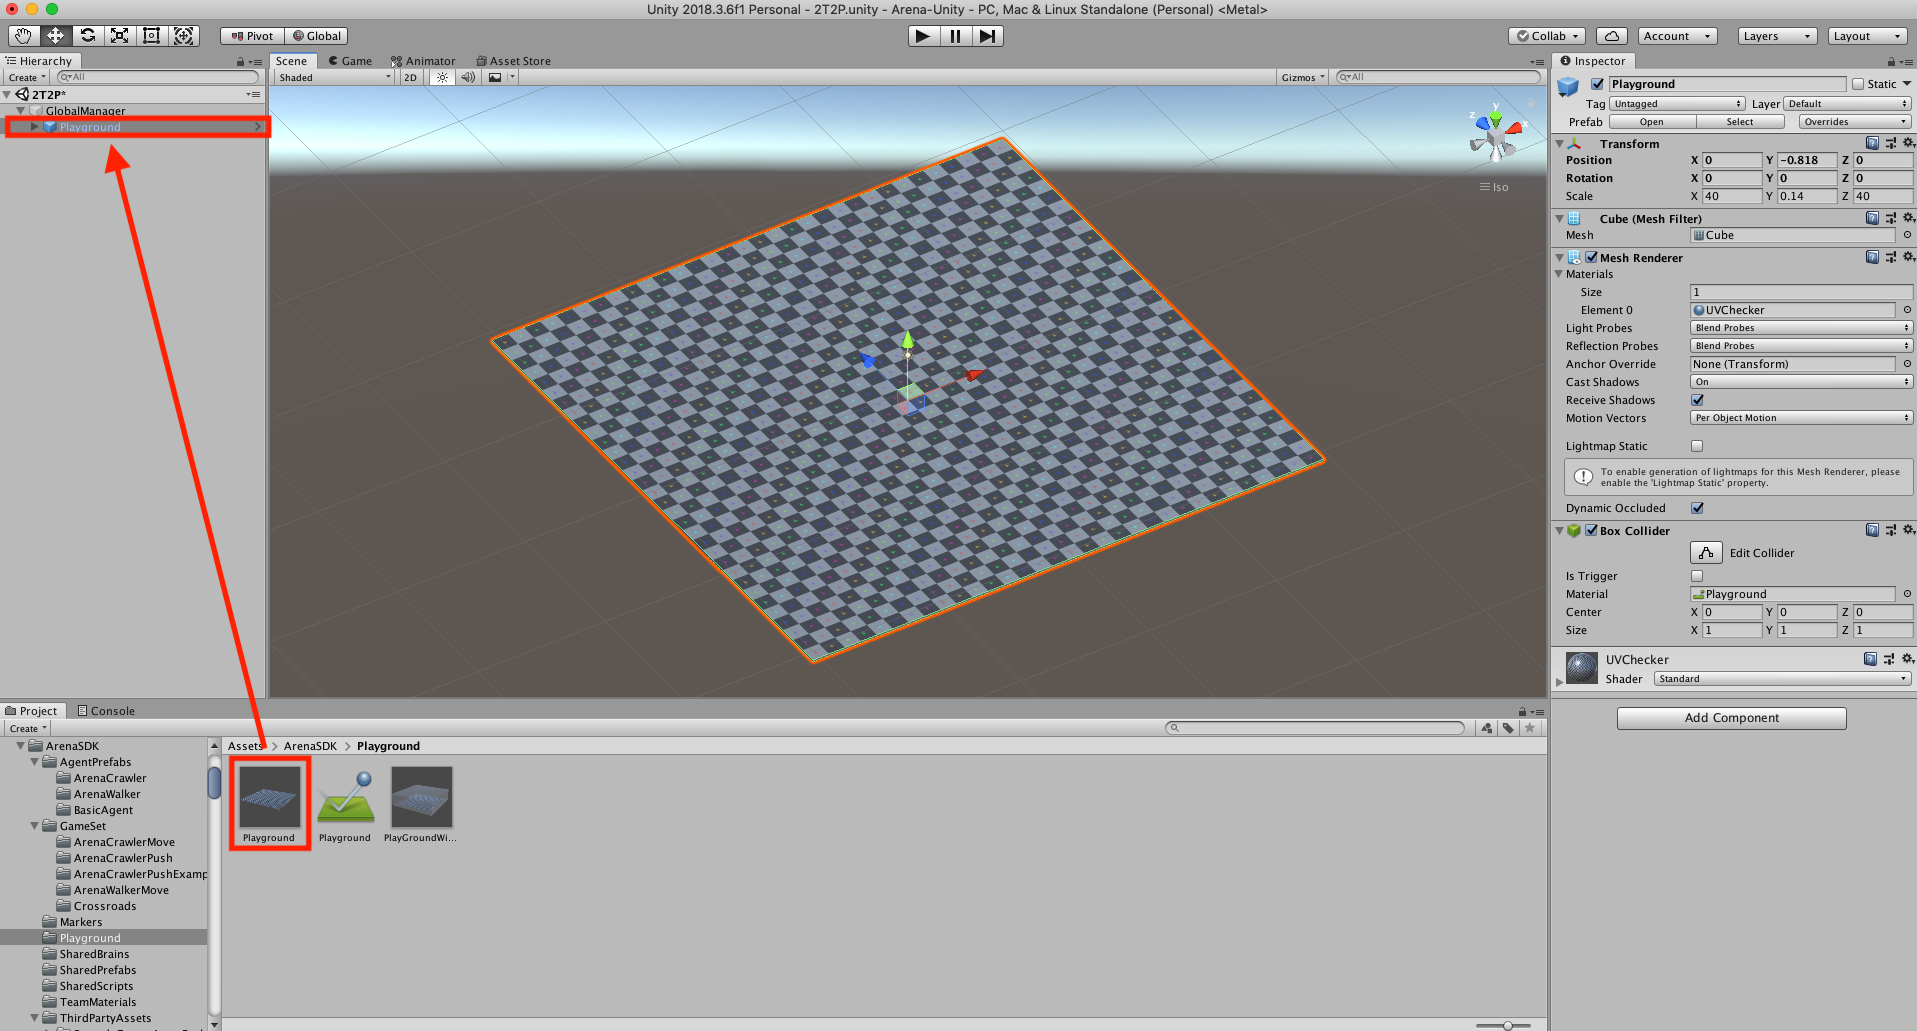 Unity 2018.3.6f1 Personal - 2T2P.unity - Arena-Unity - PC, Mac & Linux Standalone (Personal) <Metal>
Pivot Global
Collab Account Layers Layout
Hierarchy
Create All
2T2P*
GlobalManager
Playground
Scene Game Animator Asset Store
Shaded 2D Gizmos All
y
z
x
Iso
Inspector
Playground Static
Tag Untagged Layer Default
Prefab Open Select Overrides
Transform
Position X 0 Y -0.818 Z 0
Rotation X 0 Y 0 Z 0
Scale X 40 Y 0.14 Z 40
Cube (Mesh Filter)
Mesh Cube
Mesh Renderer
Materials
Size 1
Element 0 UVChecker
Light Probes Blend Probes
Reflection Probes Blend Probes
Anchor Override None (Transform)
Cast Shadows On
Receive Shadows
Motion Vectors Per Object Motion
Lightmap Static
To enable generation of lightmaps for this Mesh Renderer, please
enable the 'Lightmap Static' property.
Dynamic Occluded
Box Collider
Edit Collider
Is Trigger
Material Playground
Center X 0 Y 0 Z 0
Size X 1 Y 1 Z 1
UVChecker
Shader Standard
Add Component
Project Console
Create
ArenaSDK
AgentPrefabs
ArenaCrawler
ArenaWalker
BasicAgent
GameSet
ArenaCrawlerMove
ArenaCrawlerPush
ArenaCrawlerPushExamp
ArenaWalkerMove
Crossroads
Markers
Playground
SharedBrains
SharedPrefabs
SharedScripts
TeamMaterials
ThirdPartyAssets
Assets > ArenaSDK > Playground
Playground Playground PlayGroundWi...